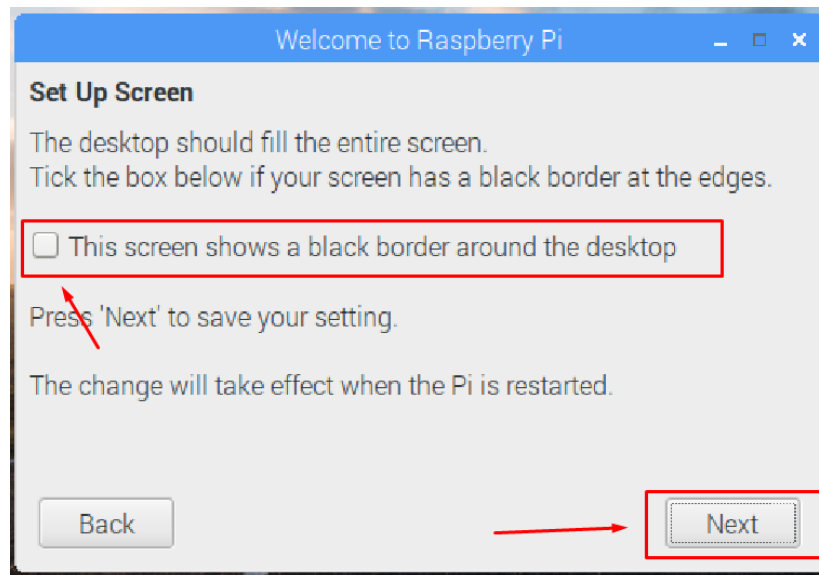 Welcome to Raspberry Pi
Set Up Screen
The desktop should fill the entire screen.
Tick the box below if your screen has a black border at the edges.
This screen shows a black border around the desktop
Press 'Next' to save your setting.
The change will take effect when the Pi is restarted.
Back
Next